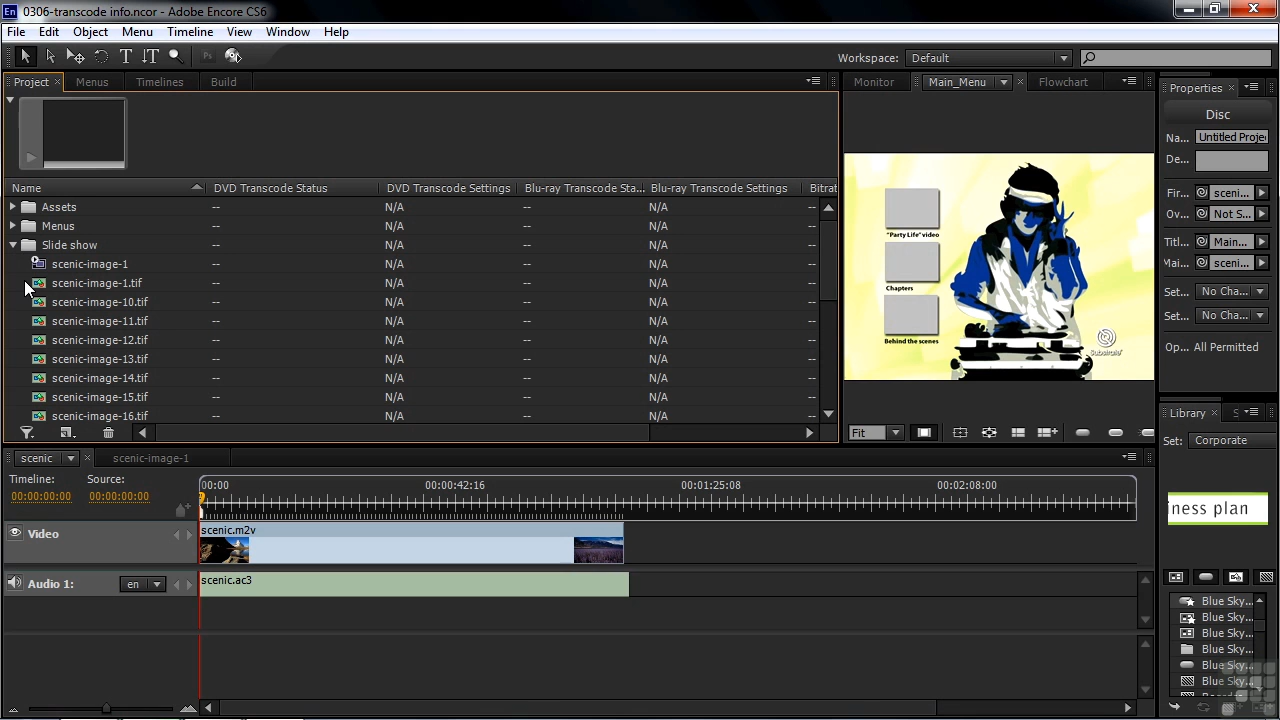 En 0306-transcode info.ncor - Adobe Encore CS6
File Edit Object Menu Timeline View Window Help
Workspace: Default
Project Menus Timelines Build
Monitor Main_Menu Flowchart
Properties
Disc
Na... Untitled Proje
De...
Fir... sceni...
Ov... Not S...
Titl... Main...
Mai... sceni...
Set... No Cha...
Set... No Cha...
Op... All Permitted
Name DVD Transcode Status DVD Transcode Settings Blu-ray Transcode Sta... Blu-ray Transcode Settings Bitrat
Assets -- N/A -- N/A --
Menus -- N/A -- N/A --
Slide show -- N/A -- N/A --
scenic-image-1 -- N/A -- N/A --
scenic-image-1.tif -- N/A -- N/A --
scenic-image-10.tif -- N/A -- N/A --
scenic-image-11.tif -- N/A -- N/A --
scenic-image-12.tif -- N/A -- N/A --
scenic-image-13.tif -- N/A -- N/A --
scenic-image-14.tif -- N/A -- N/A --
scenic-image-15.tif -- N/A -- N/A --
scenic-image-16.tif -- N/A -- N/A --
"Party Life" video
Chapters
Behind the scenes
Substrate
Fit
Library S
Set: Corporate
iness plan
Blue Sky...
Blue Sky...
Blue Sky...
Blue Sky...
Blue Sky...
Blue Sky...
scenic scenic-image-1
Timeline: Source:
00:00:00:00 00:00:00:00
00:00 00:00:42:16 00:01:25:08 00:02:08:00
Video scenic.m2v
Audio 1: en scenic.ac3